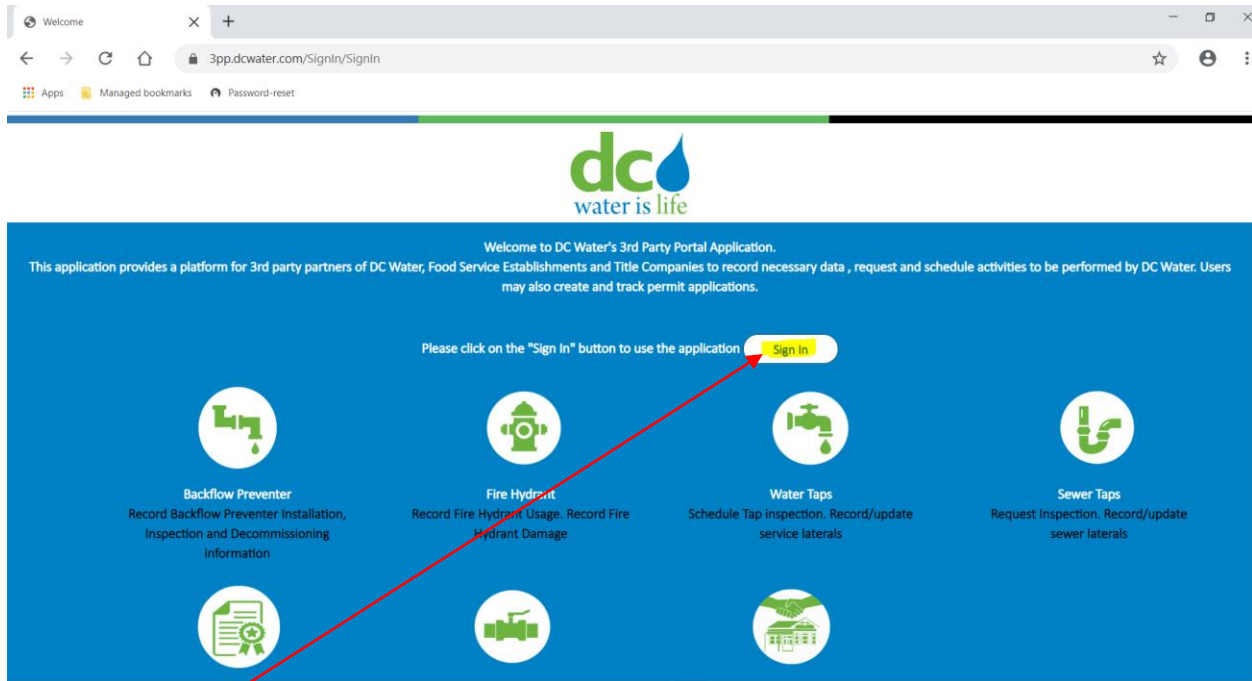 Welcome
3pp.dcwater.com/SignIn/SignIn
Apps Managed bookmarks Password-reset
dc
water is life
Welcome to DC Water's 3rd Party Portal Application.
This application provides a platform for 3rd party partners of DC Water, Food Service Establishments and Title Companies to record necessary data , request and schedule activities to be performed by DC Water. Users
may also create and track permit applications.
Please click on the "Sign In" button to use the application Sign In
Backflow Preventer
Record Backflow Preventer Installation,
Inspection and Decommissioning
information
Fire Hydrant
Record Fire Hydrant Usage. Record Fire
Hydrant Damage
Water Taps
Schedule Tap inspection. Record/update
service laterals
Sewer Taps
Request Inspection. Record/update
sewer laterals